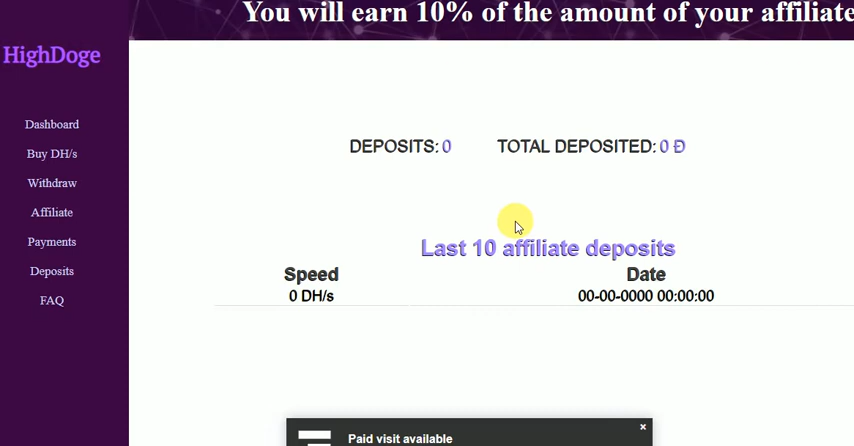 You will earn 10% of the amount of your affiliate
HighDoge
Dashboard
Buy DH/s
Withdraw
Affiliate
Payments
Deposits
FAQ
DEPOSITS: 0 TOTAL DEPOSITED: 0 Ð
Last 10 affiliate deposits
Speed Date
0 DH/s 00-00-0000 00:00:00
Paid visit available ×